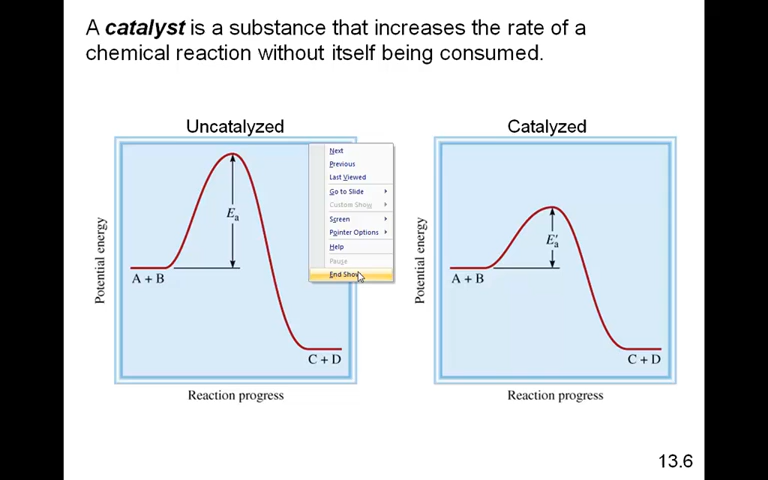 A catalyst is a substance that increases the rate of a
chemical reaction without itself being consumed.
Uncatalyzed
Catalyzed
Potential energy
Ea
A + B
C + D
Reaction progress
Next
Previous
Last Viewed
Go to Slide
Custom Show
Screen
Pointer Options
Help
Pause
End Show
Potential energy
E'a
A + B
C + D
Reaction progress
13.6